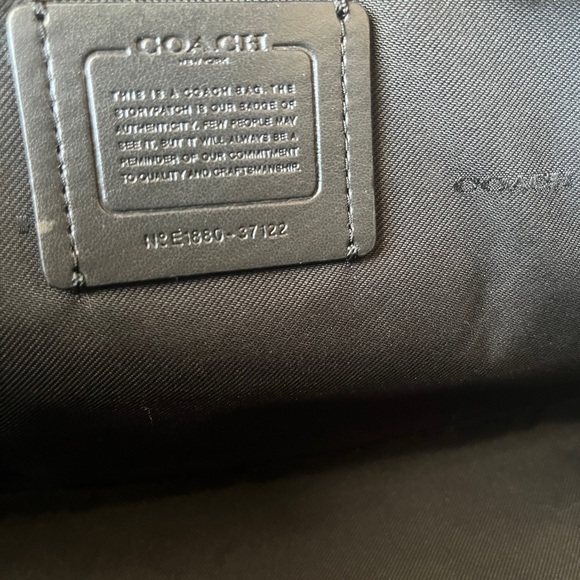 COACH
NEW YORK
THIS IS A COACH BAG. THE
STORYPATCH IS OUR BADGE OF
AUTHENTICITY. FEW PEOPLE MAY
SEE IT, BUT IT WILL ALWAYS BE A
REMINDER OF OUR COMMITMENT
TO QUALITY AND CRAFTSMANSHIP.
Nº E1880-37122
COACH